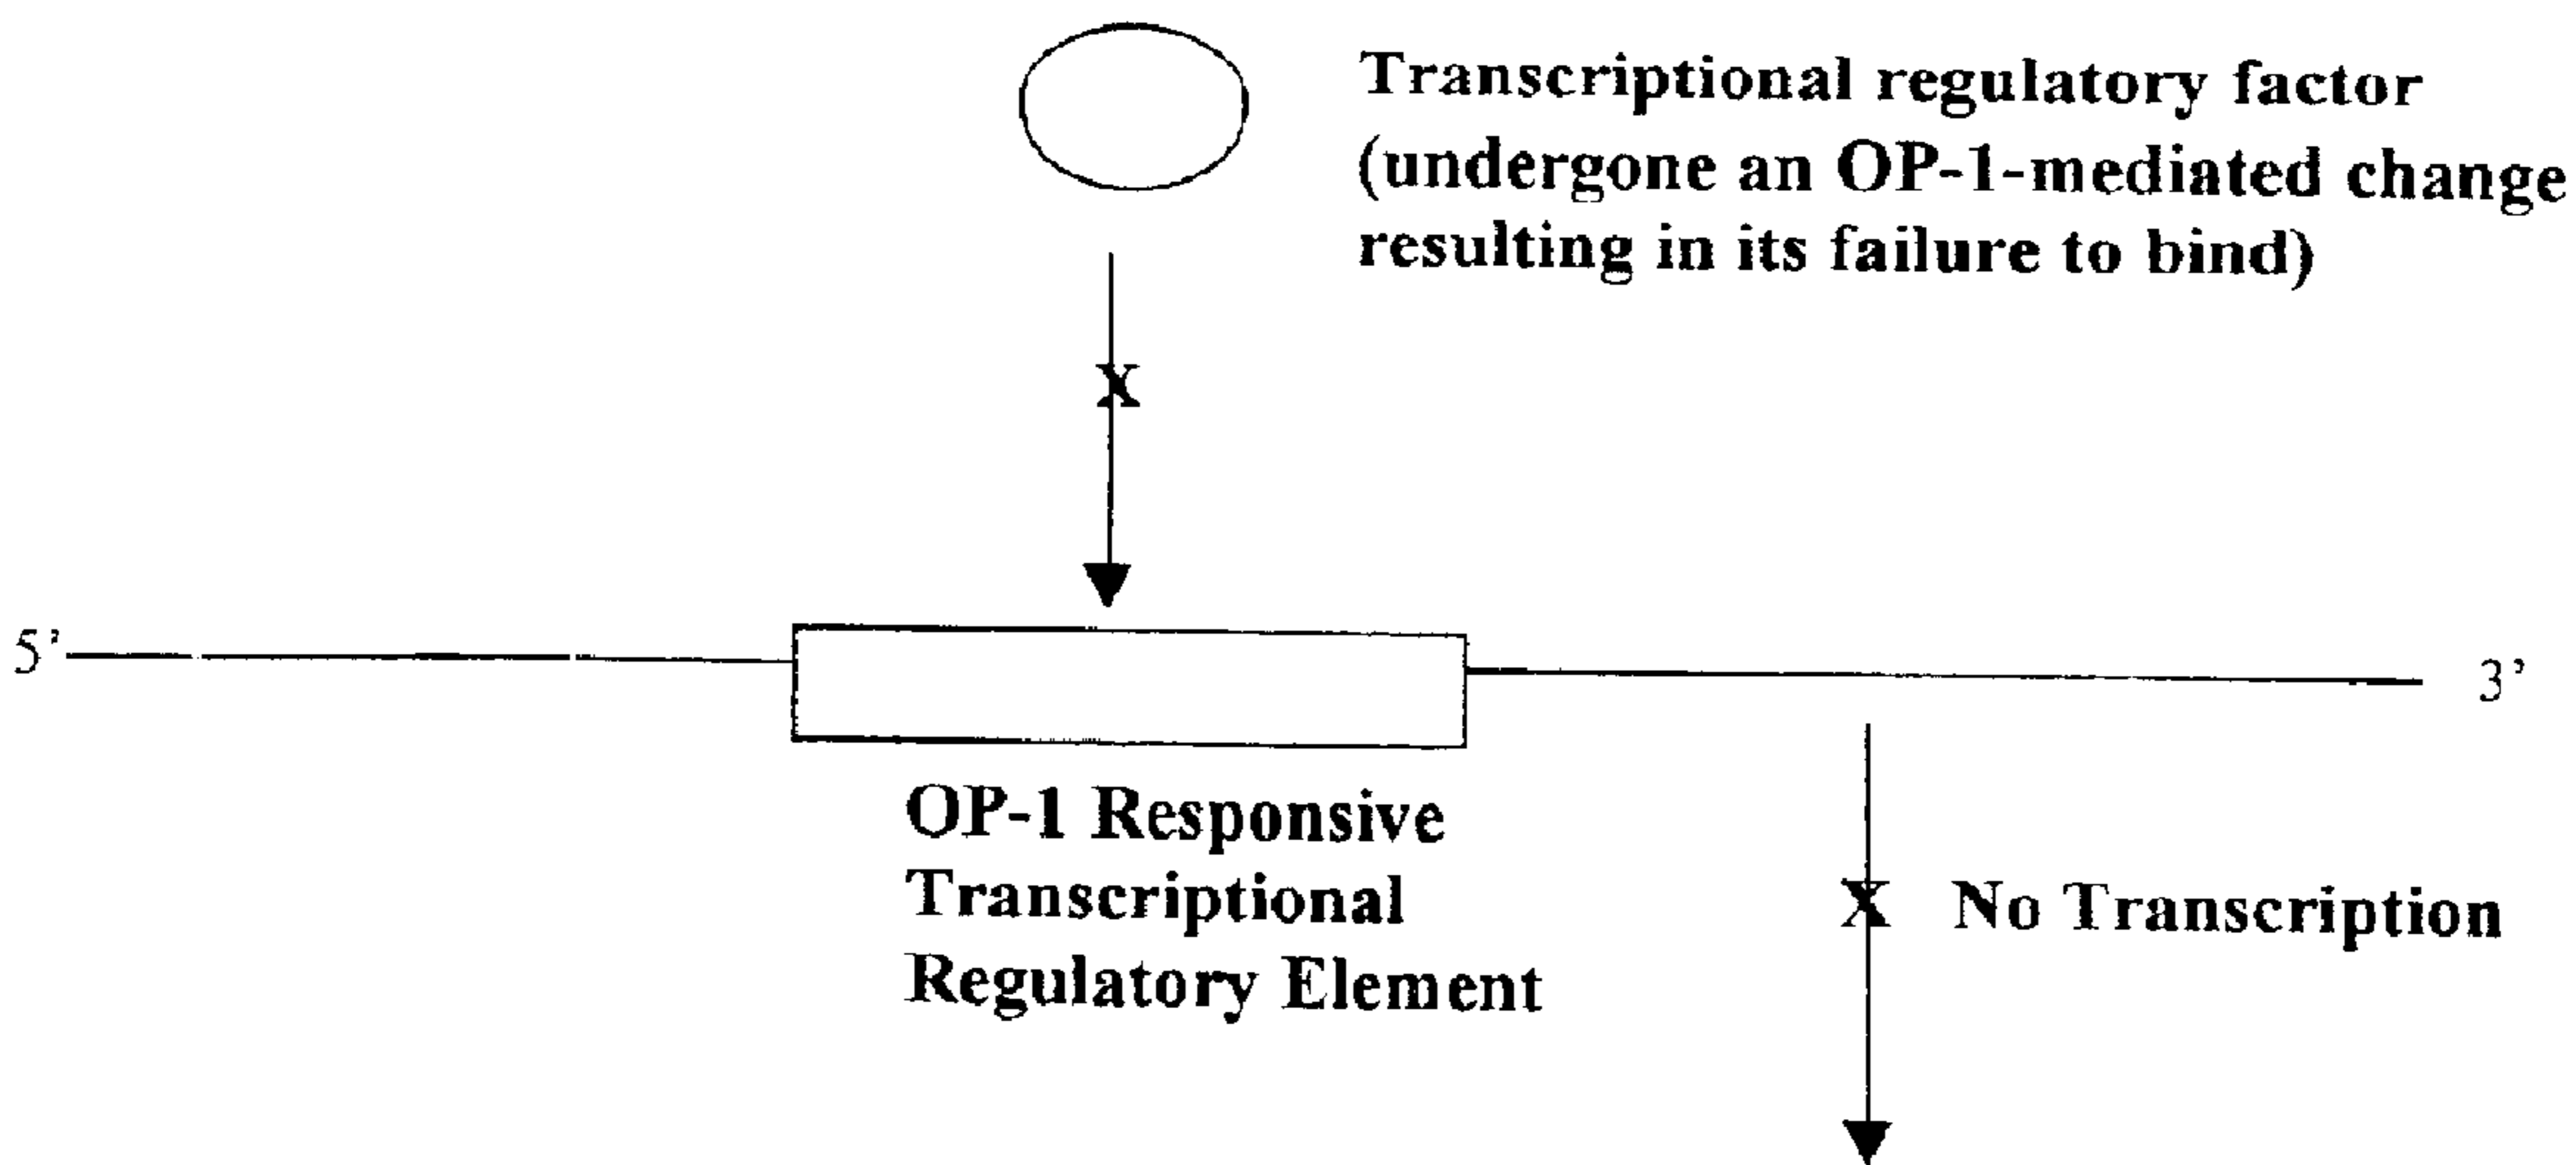 Transcriptional regulatory factor
(undergone an OP-1-mediated change
resulting in its failure to bind)
X
5’
3’
OP-1 Responsive
Transcriptional
Regulatory Element
X No Transcription